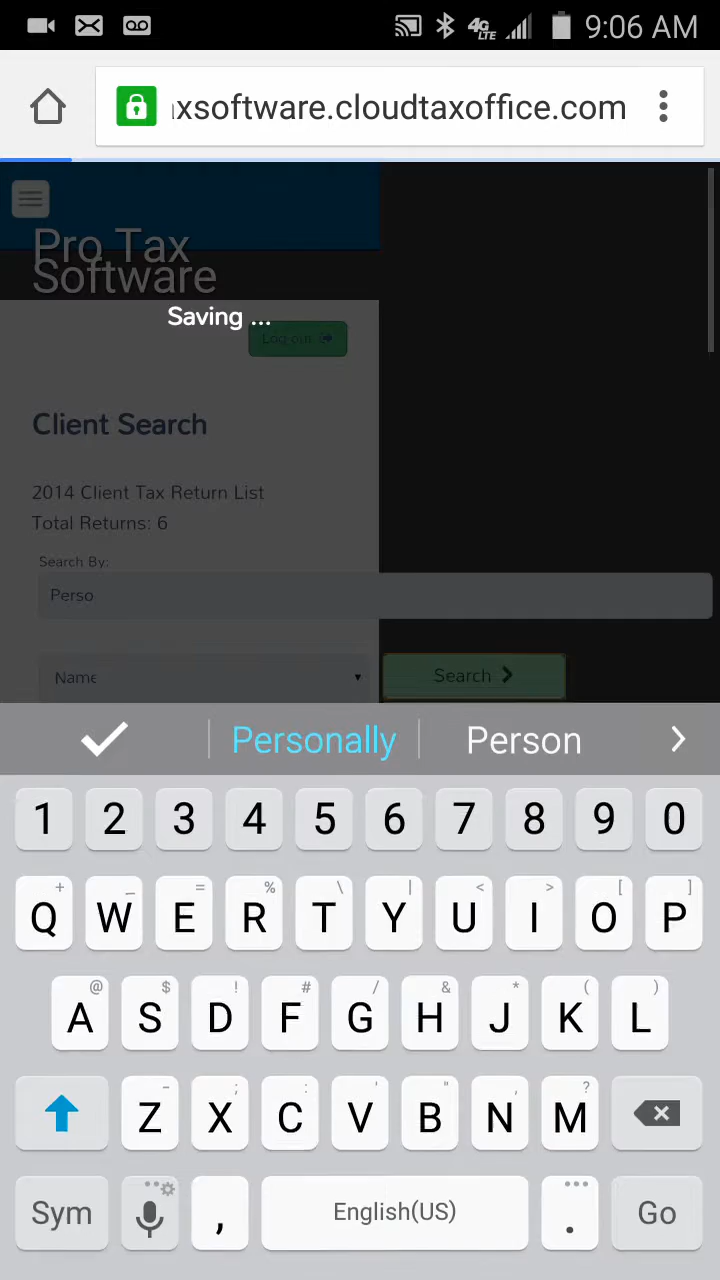 4G LTE 9:06 AM
xsoftware.cloudtaxoffice.com
Pro Tax
Software
Saving ...
Log out
Client Search
2014 Client Tax Return List
Total Returns: 6
Search By:
Perso
Name Search
Personally Person
1 2 3 4 5 6 7 8 9 0
+ _ = % \ | < > [ ]
Q W E R T Y U I O P
@ $ ! # / & * ( )
A S D F G H J K L
- ; : ' " , ?
Z X C V B N M
Sym , English(US) . Go